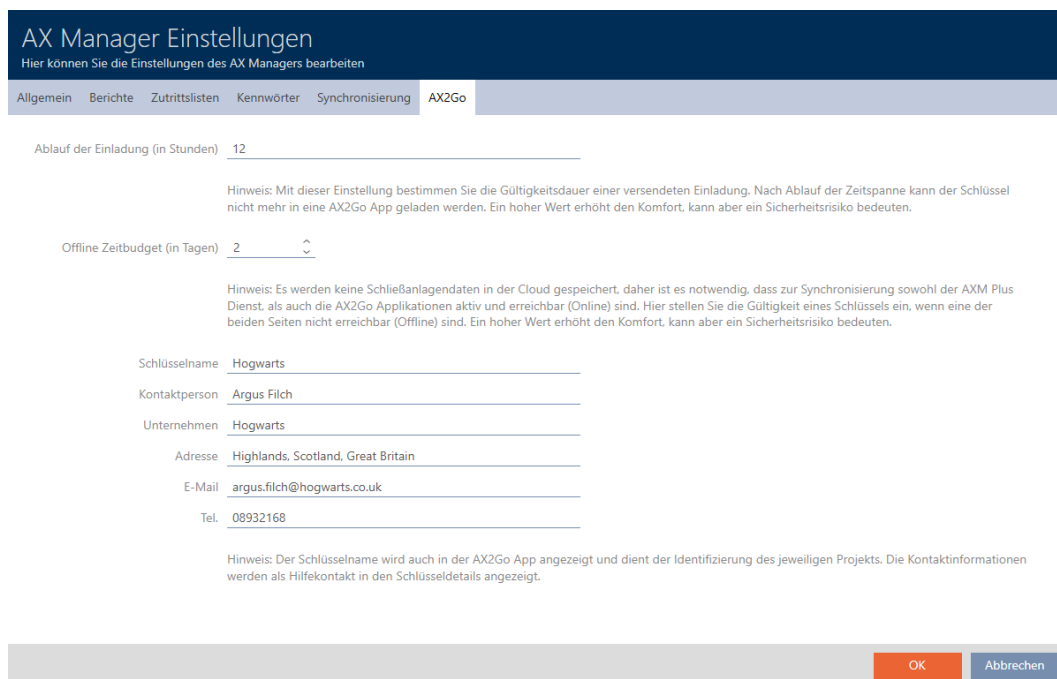 AX Manager Einstellungen
Hier können Sie die Einstellungen des AX Managers bearbeiten
Allgemein Berichte Zutrittslisten Kennwörter Synchronisierung AX2Go
Ablauf der Einladung (in Stunden) 12
Hinweis: Mit dieser Einstellung bestimmen Sie die Gültigkeitsdauer einer versendeten Einladung. Nach Ablauf der Zeitspanne kann der Schlüssel
nicht mehr in eine AX2Go App geladen werden. Ein hoher Wert erhöht den Komfort, kann aber ein Sicherheitsrisiko bedeuten.
Offline Zeitbudget (in Tagen) 2
Hinweis: Es werden keine Schließanlagendaten in der Cloud gespeichert, daher ist es notwendig, dass zur Synchronisierung sowohl der AXM Plus
Dienst, als auch die AX2Go Applikationen aktiv und erreichbar (Online) sind. Hier stellen Sie die Gültigkeit eines Schlüssels ein, wenn eine der
beiden Seiten nicht erreichbar (Offline) sind. Ein hoher Wert erhöht den Komfort, kann aber ein Sicherheitsrisiko bedeuten.
Schlüsselname Hogwarts
Kontaktperson Argus Filch
Unternehmen Hogwarts
Adresse Highlands, Scotland, Great Britain
E-Mail argus.filch@hogwarts.co.uk
Tel. 08932168
Hinweis: Der Schlüsselname wird auch in der AX2Go App angezeigt und dient der Identifizierung des jeweiligen Projekts. Die Kontaktinformationen
werden als Hilfekontakt in den Schlüsseldetails angezeigt.
OK Abbrechen